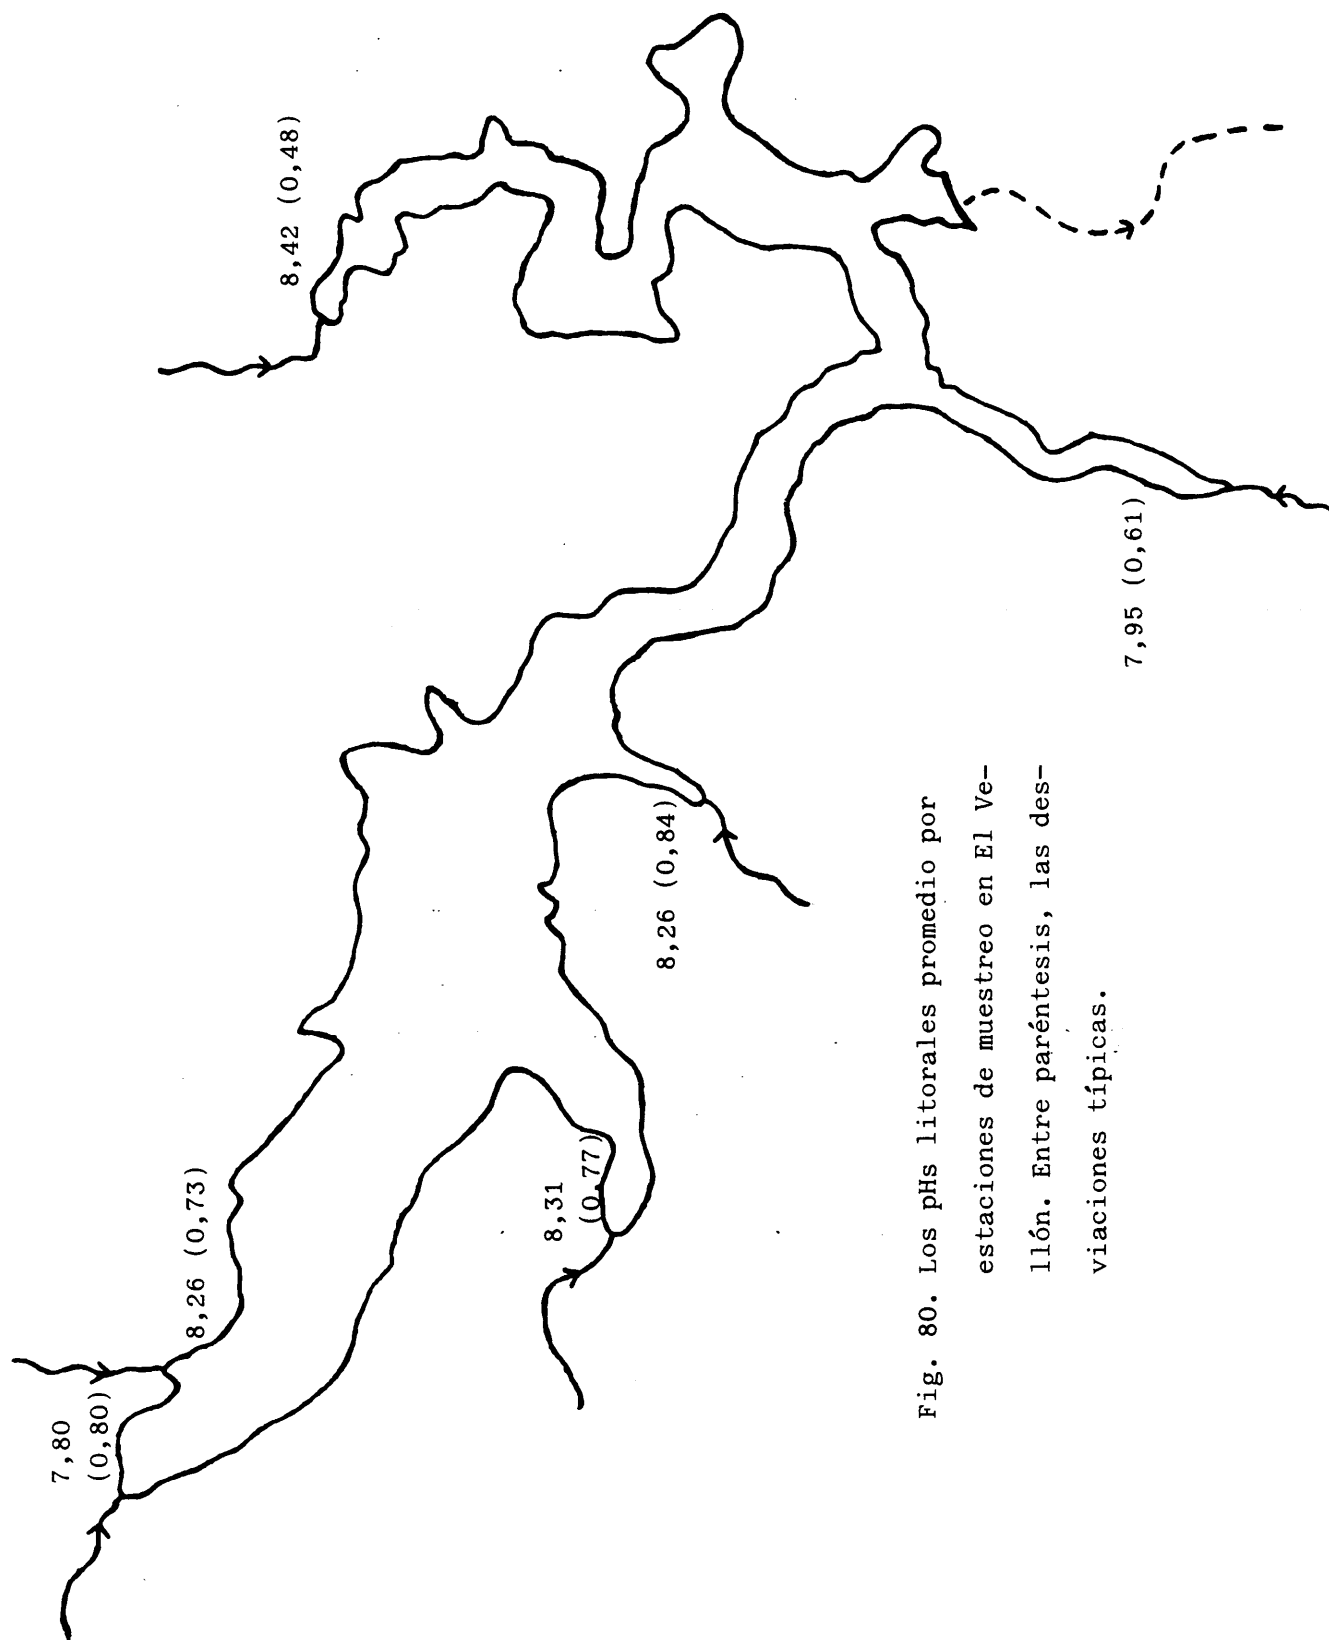 7,80
(0,80)
8,26 (0,73)
8,31
(0,77)
8,26 (0,84)
8,42 (0,48)
7,95 (0,61)
Fig. 80. Los pHs litorales promedio por
estaciones de muestreo en El Ve-
llón. Entre paréntesis, las des-
viaciones típicas.